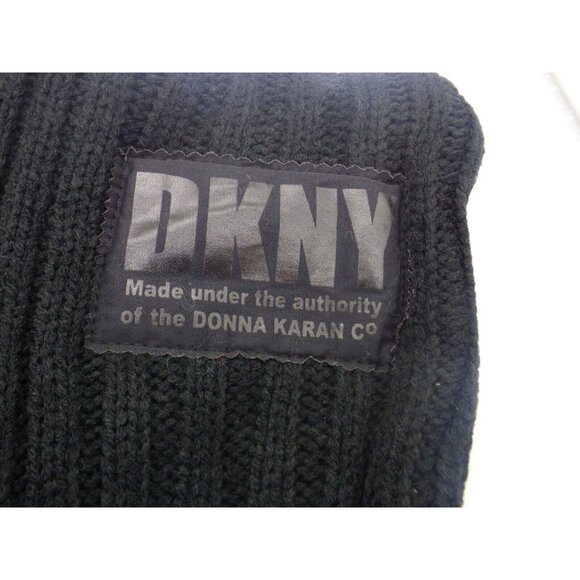 DKNY
Made under the authority
of the DONNA KARAN Cº